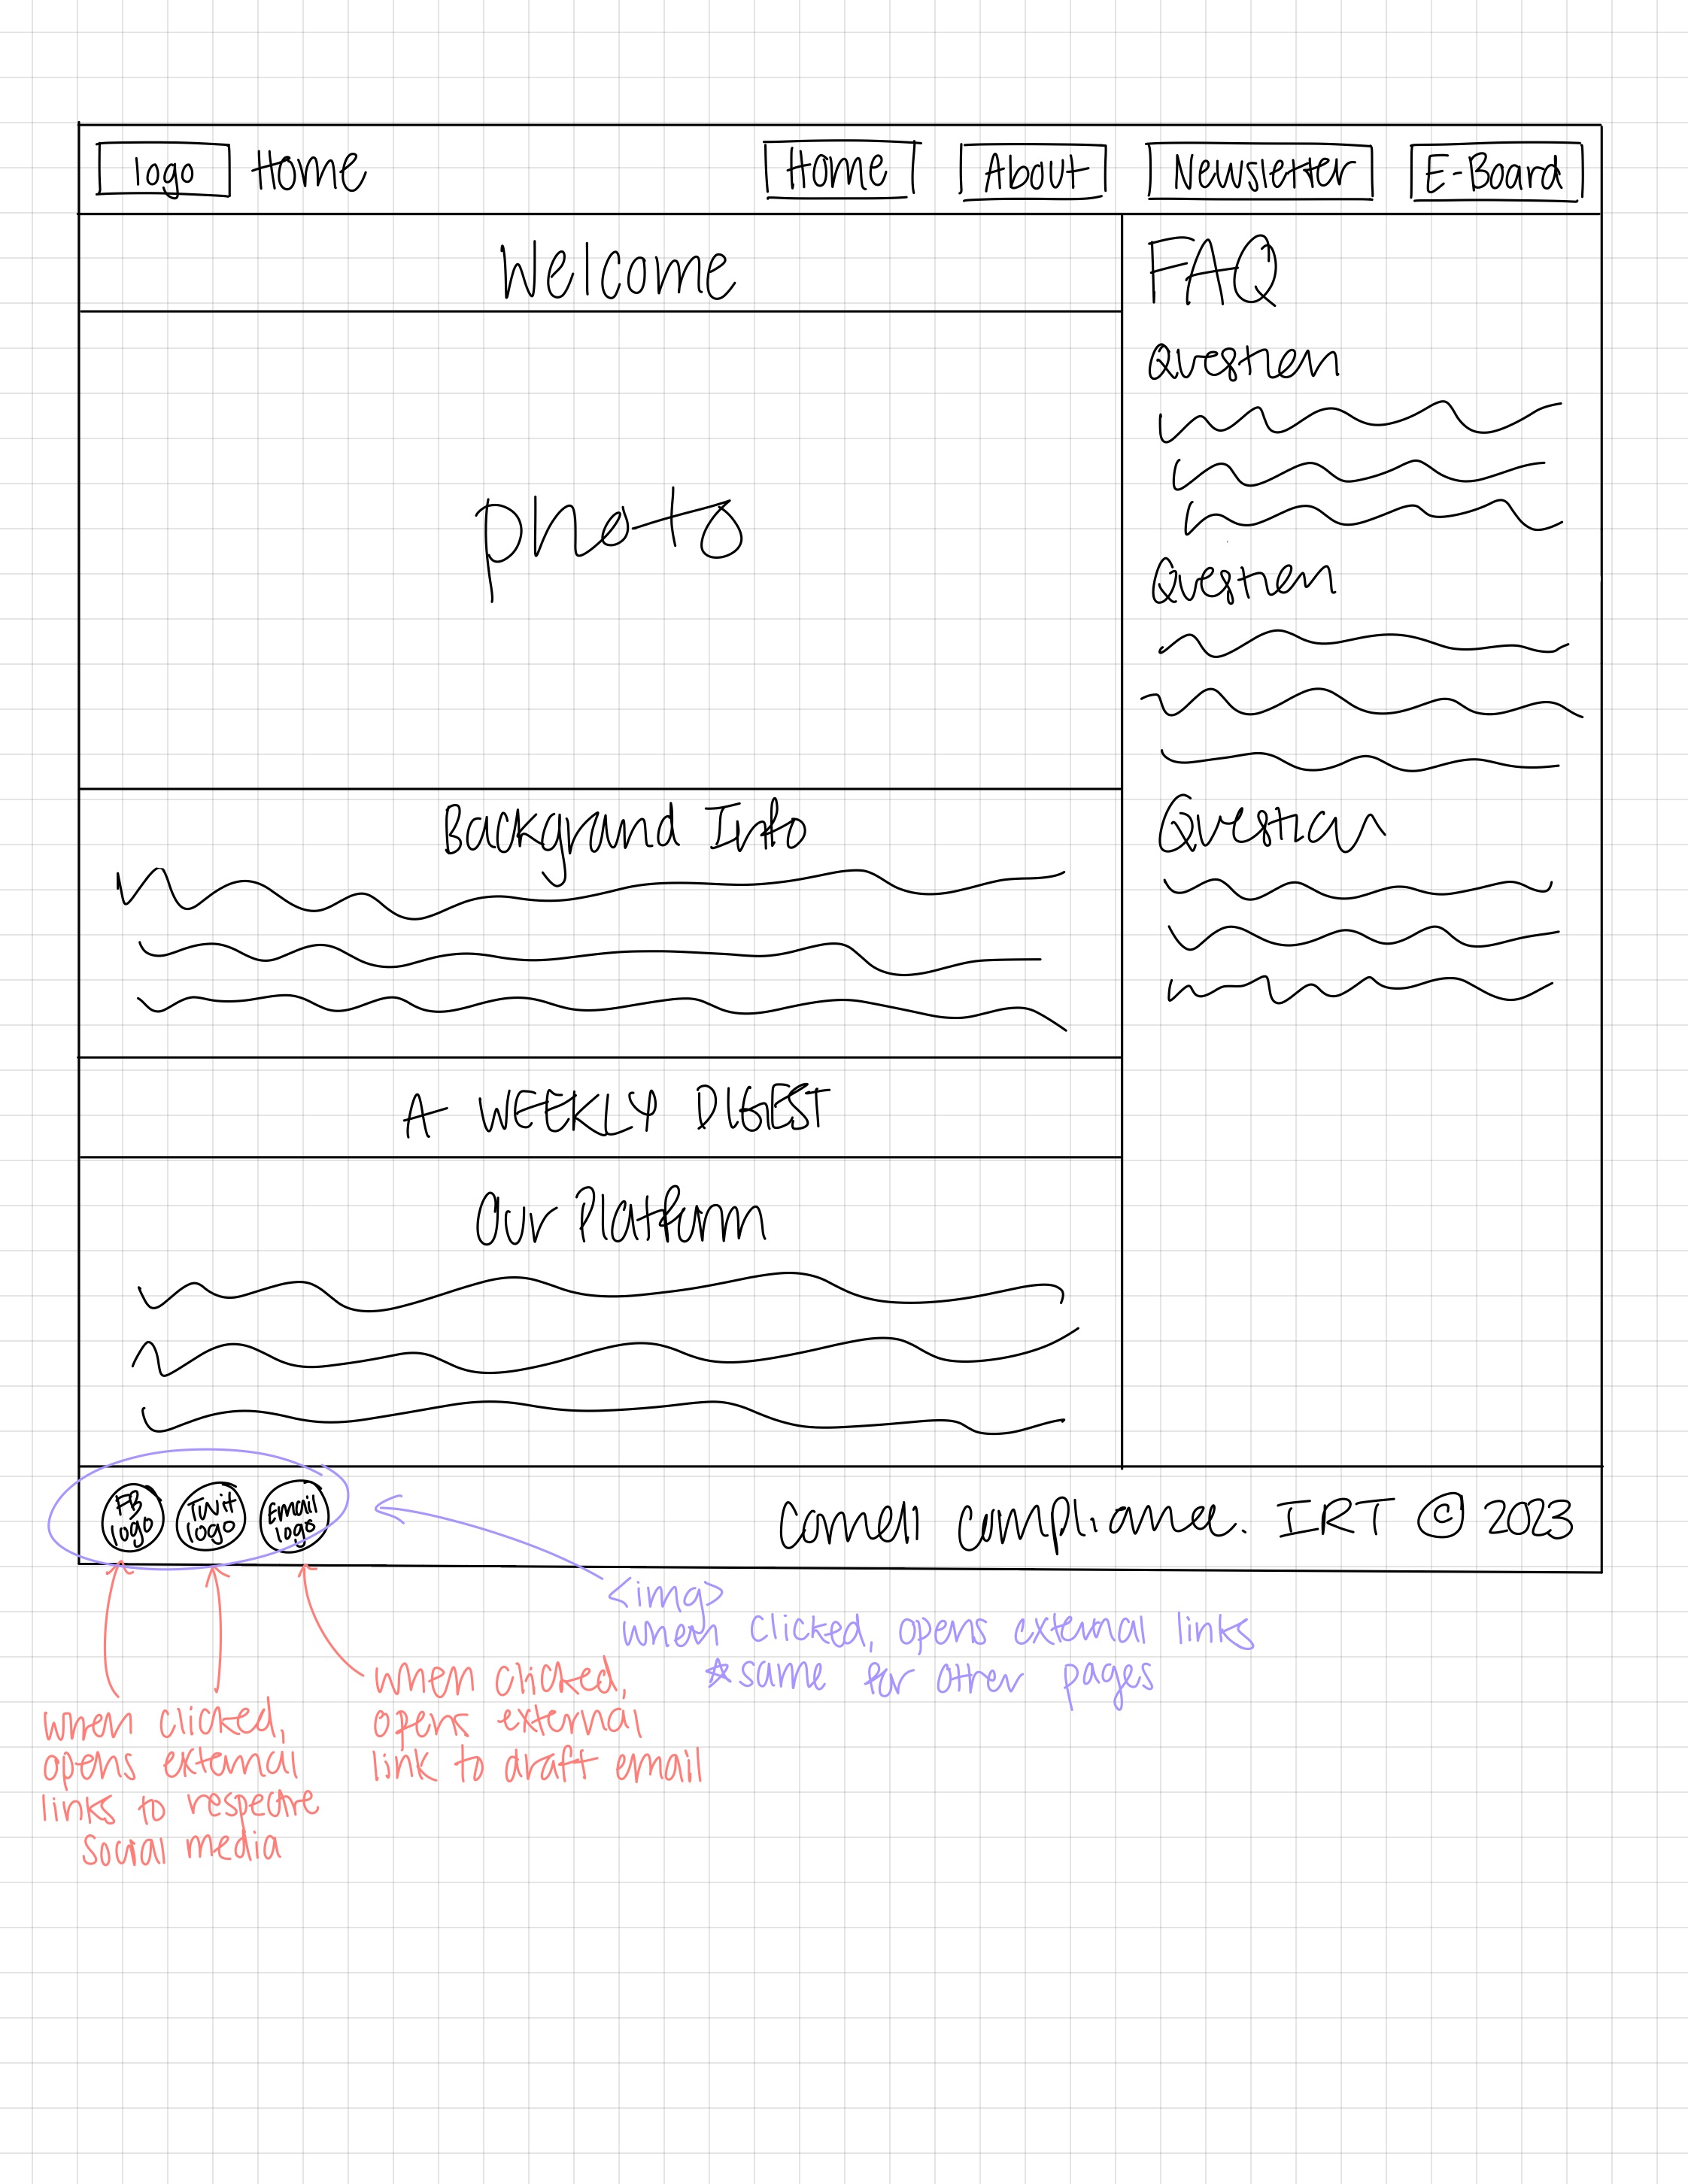 logo Home Home About Newsletter E-Board
Welcome
photo
Background Info
A WEEKLY DIGEST
Our Platform
FAQ
Question
Question
Question
FB
logo
Twit
logo
Email
logo
Cornell Compliance. IRT © 2023
<img>
when clicked, opens external links
*same for other pages
when clicked,
opens external
links to respective
social media
when clicked,
opens external
link to draft email